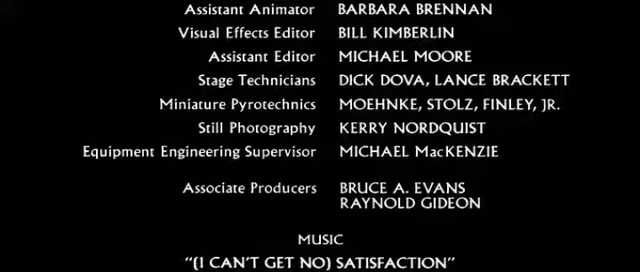 Assistant Animator BARBARA BRENNAN
Visual Effects Editor BILL KIMBERLIN
Assistant Editor MICHAEL MOORE
Stage Technicians DICK DOVA, LANCE BRACKETT
Miniature Pyrotechnics MOEHNKE, STOLZ, FINLEY, JR.
Still Photography KERRY NORDQUIST
Equipment Engineering Supervisor MICHAEL MacKENZIE
Associate Producers BRUCE A. EVANS
RAYNOLD GIDEON
MUSIC
“(I CAN'T GET NO) SATISFACTION”